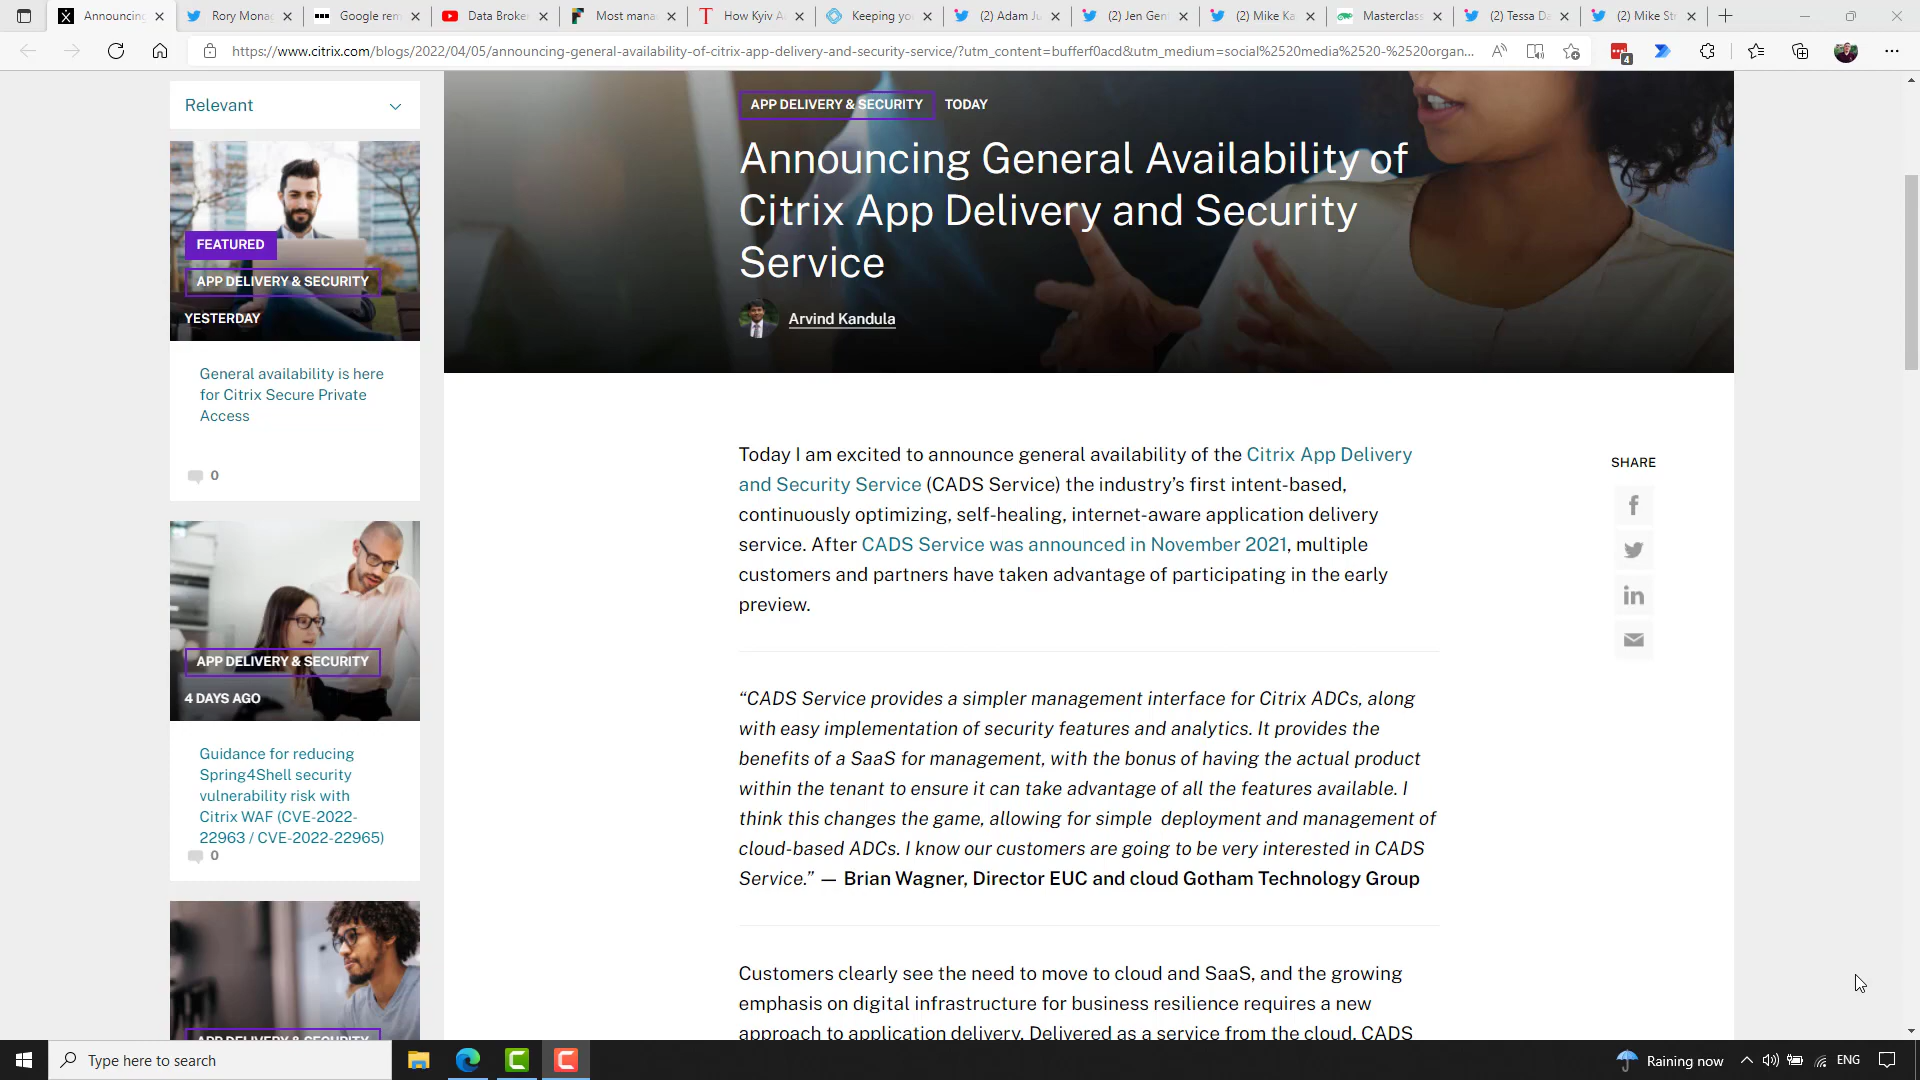 Announcing
Rory Mona
Google rem
Data Broke
Most mana
How Kyiv
Keeping yo
(2) Adam Ju
(2) Jen Gen
(2) Mike Ka
Masterclass
(2) Tessa Da
(2) Mike Str
https://www.citrix.com/blogs/2022/04/05/announcing-general-availability-of-citrix-app-delivery-and-security-service/?utm_content=bufferf0acd&utm_medium=social%2520media%2520-%2520organ...
4
Relevant
FEATURED
APP DELIVERY & SECURITY
YESTERDAY
General availability is here
for Citrix Secure Private
Access
0
APP DELIVERY & SECURITY
4 DAYS AGO
Guidance for reducing
Spring4Shell security
vulnerability risk with
Citrix WAF (CVE-2022-
22963 / CVE-2022-22965)
0
APP DELIVERY & SECURITY
APP DELIVERY & SECURITY TODAY
Announcing General Availability of
Citrix App Delivery and Security
Service
Arvind Kandula
Today I am excited to announce general availability of the Citrix App Delivery
and Security Service (CADS Service) the industry’s first intent-based,
continuously optimizing, self-healing, internet-aware application delivery
service. After CADS Service was announced in November 2021, multiple
customers and partners have taken advantage of participating in the early
preview.
SHARE
“CADS Service provides a simpler management interface for Citrix ADCs, along
with easy implementation of security features and analytics. It provides the
benefits of a SaaS for management, with the bonus of having the actual product
within the tenant to ensure it can take advantage of all the features available. I
think this changes the game, allowing for simple deployment and management of
cloud-based ADCs. I know our customers are going to be very interested in CADS
Service.” — Brian Wagner, Director EUC and cloud Gotham Technology Group
Customers clearly see the need to move to cloud and SaaS, and the growing
emphasis on digital infrastructure for business resilience requires a new
approach to application delivery. Delivered as a service from the cloud, CADS
Type here to search
Raining now
ENG